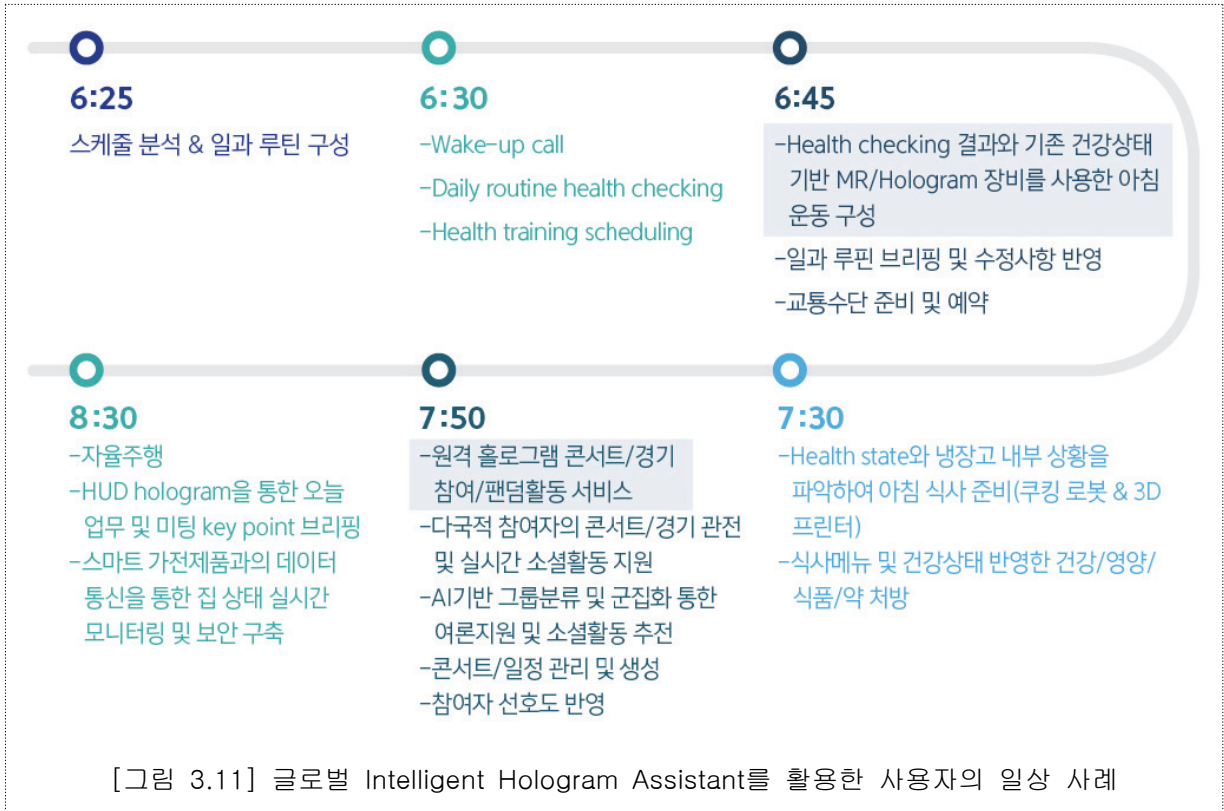 6:25
스케줄 분석 & 일과 루틴 구성
6:30
-Wake-up call
-Daily routine health checking
-Health training scheduling
6:45
-Health checking 결과와 기존 건강상태
기반 MR/Hologram 장비를 사용한 아침
운동 구성
-일과 루핀 브리핑 및 수정사항 반영
-교통수단 준비 및 예약
7:30
-Health state와 냉장고 내부 상황을
파악하여 아침 식사 준비(쿠킹 로봇 & 3D
프린터)
-식사메뉴 및 건강상태 반영한 건강/영양/
식품/약 처방
7:50
-원격 홀로그램 콘서트/경기
참여/팬덤활동 서비스
-다국적 참여자의 콘서트/경기 관전
및 실시간 소셜활동 지원
-AI기반 그룹분류 및 군집화 통한
여론지원 및 소셜활동 추전
-콘서트/일정 관리 및 생성
-참여자 선호도 반영
8:30
-자율주행
-HUD hologram을 통한 오늘
업무 및 미팅 key point 브리핑
-스마트 가전제품과의 데이터
통신을 통한 집 상태 실시간
모니터링 및 보안 구축
[그림 3.11] 글로벌 Intelligent Hologram Assistant를 활용한 사용자의 일상 사례